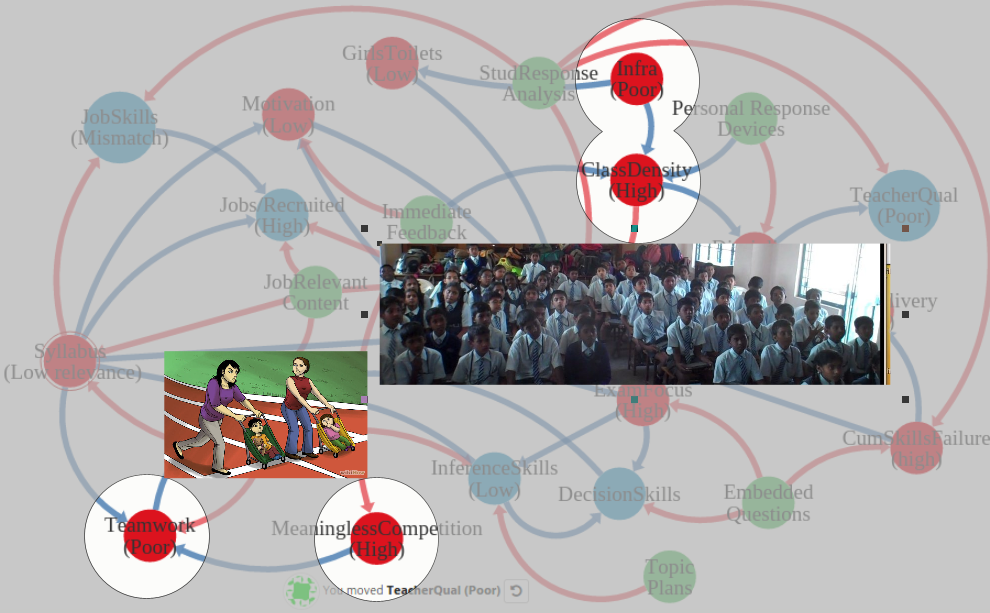 GirlsToilets
(Low)
StudResponse
Analysis
Infra
(Poor)
JobSkills
(Mismatch)
Motivation
(Low)
Personal Response
Devices
ClassDensity
(High)
TeacherQual
(Poor)
Jobs/Recruited
(High)
Immediate
Feedback
JobRelevant
Content
livery
Syllabus
(Low relevance)
ExamFocus
(High)
CumSkillsFailure
(high)
InferenceSkills
(Low)
DecisionSkills
Embedded
Questions
Teamwork
(Poor)
MeaninglessCompetition
(High)
Topic
Plans
You moved TeacherQual (Poor)